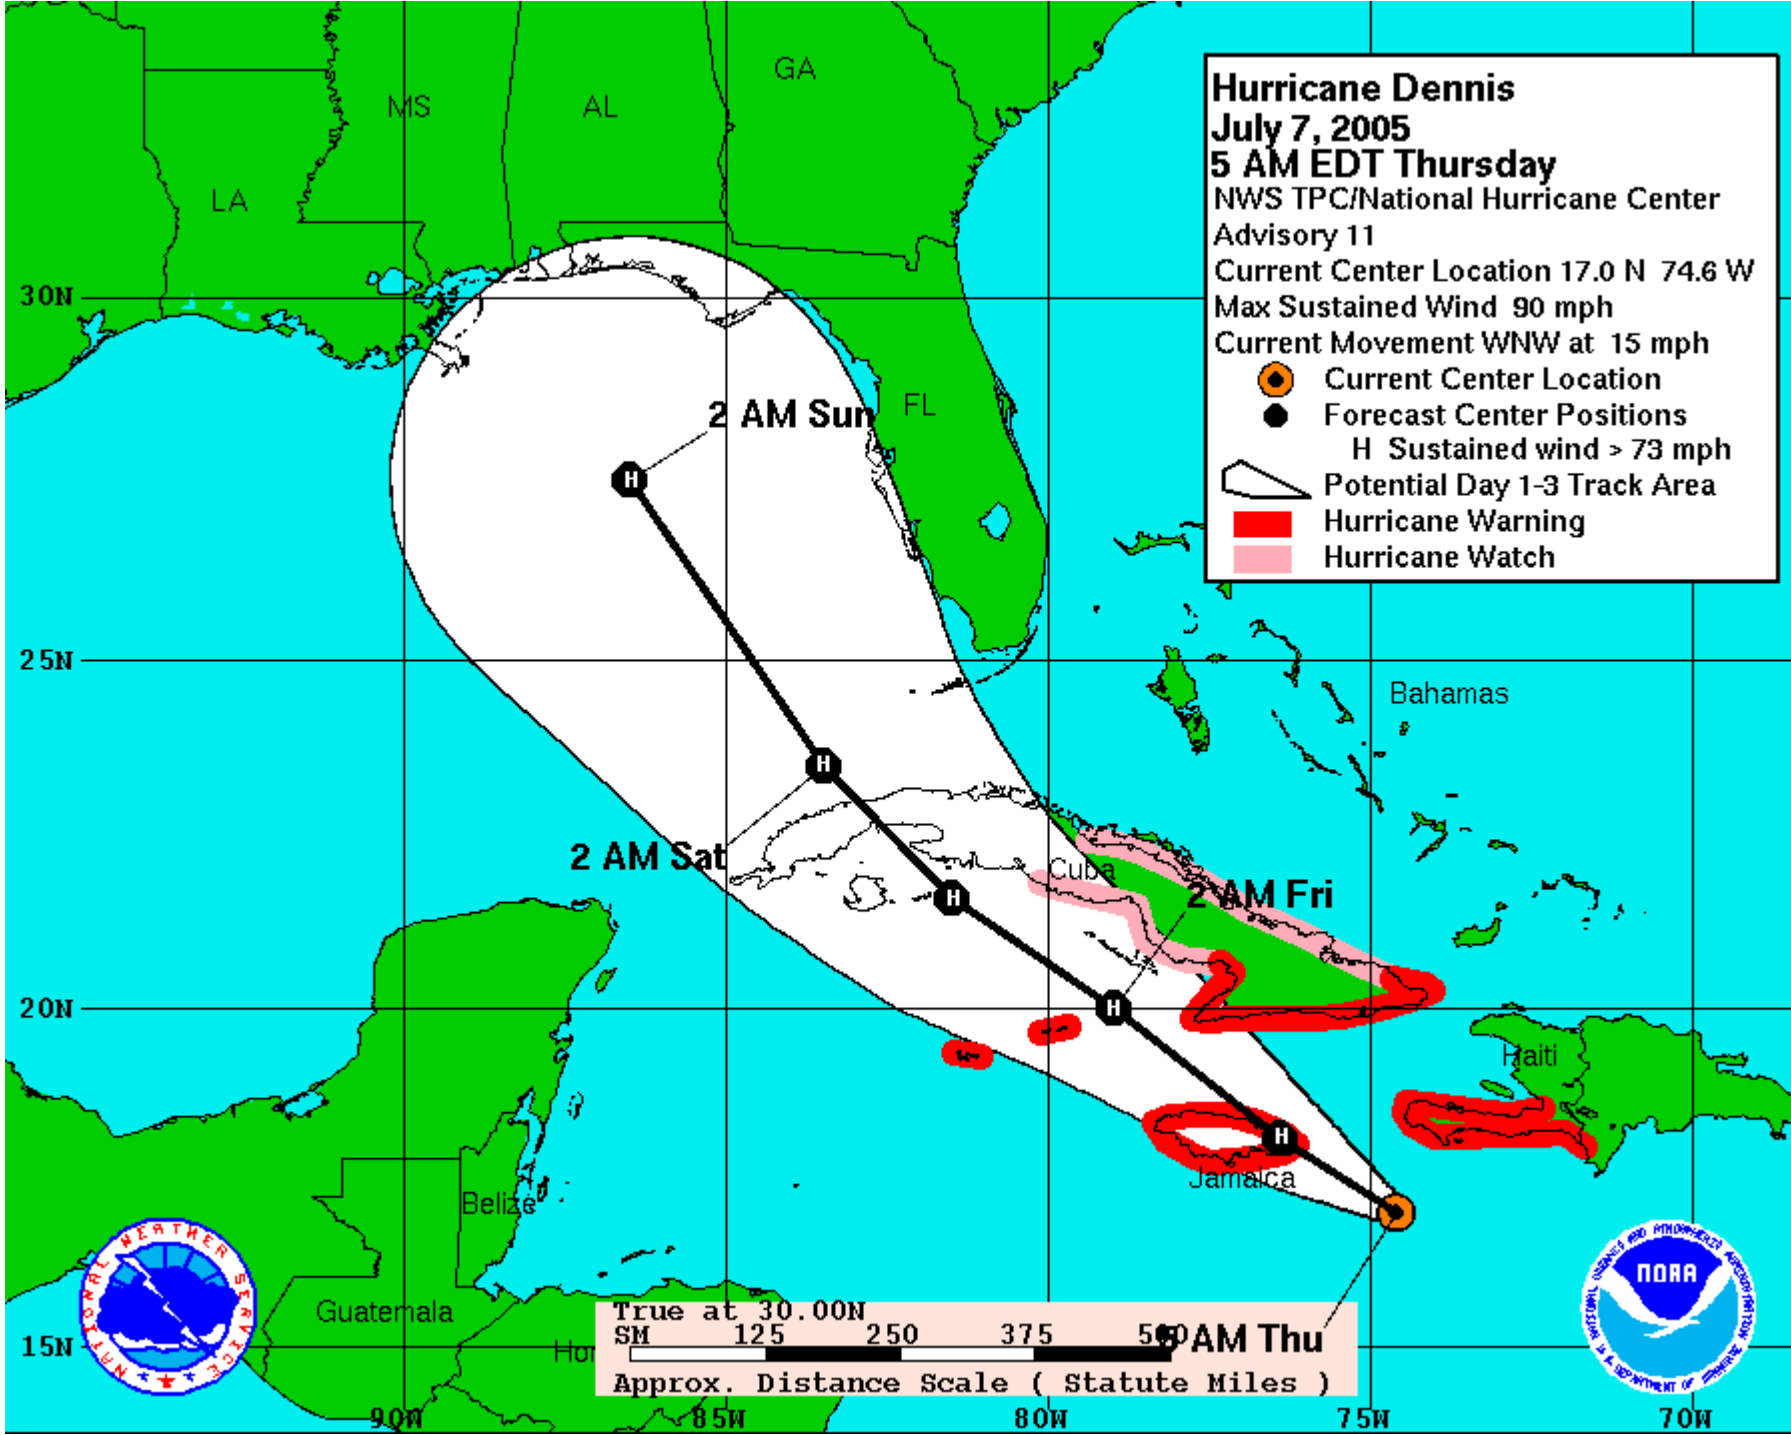 Hurricane Dennis
July 7, 2005
5 AM EDT Thursday
NWS TPC/National Hurricane Center
Advisory 11
Current Center Location 17.0 N 74.6 W
Max Sustained Wind 90 mph
Current Movement WNW at 15 mph
Current Center Location
Forecast Center Positions
H Sustained wind > 73 mph
Potential Day 1-3 Track Area
Hurricane Warning
Hurricane Watch
GA
MS
AL
LA
30N
FL
2 AM Sun
H
25N
Bahamas
H
2 AM Sat
Cuba
2 AM Fri
H
20N
H
Haiti
H
Jamaica
Belize
NATIONAL WEATHER SERVICE
NOAA
Guatemala
True at 30.00N
SM 125 250 375
AM Thu
15N
Approx. Distance Scale ( Statute Miles )
90W 85W 80W 75W 70W